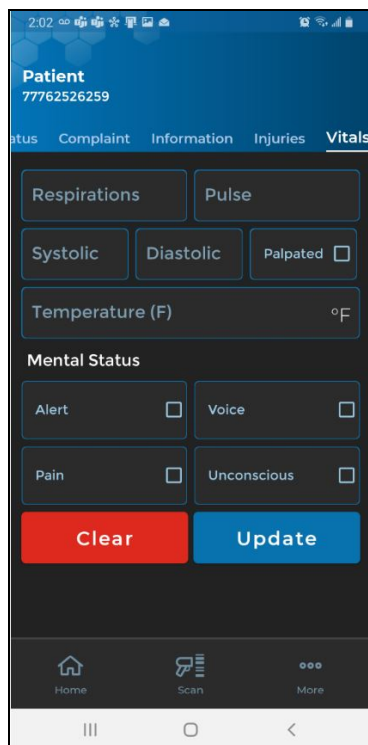 2:02
Patient
77762526259
atus Complaint Information Injuries Vitals
Respirations Pulse
Systolic Diastolic Palpated
Temperature (F) °F
Mental Status
Alert Voice
Pain Unconscious
Clear Update
Home Scan More